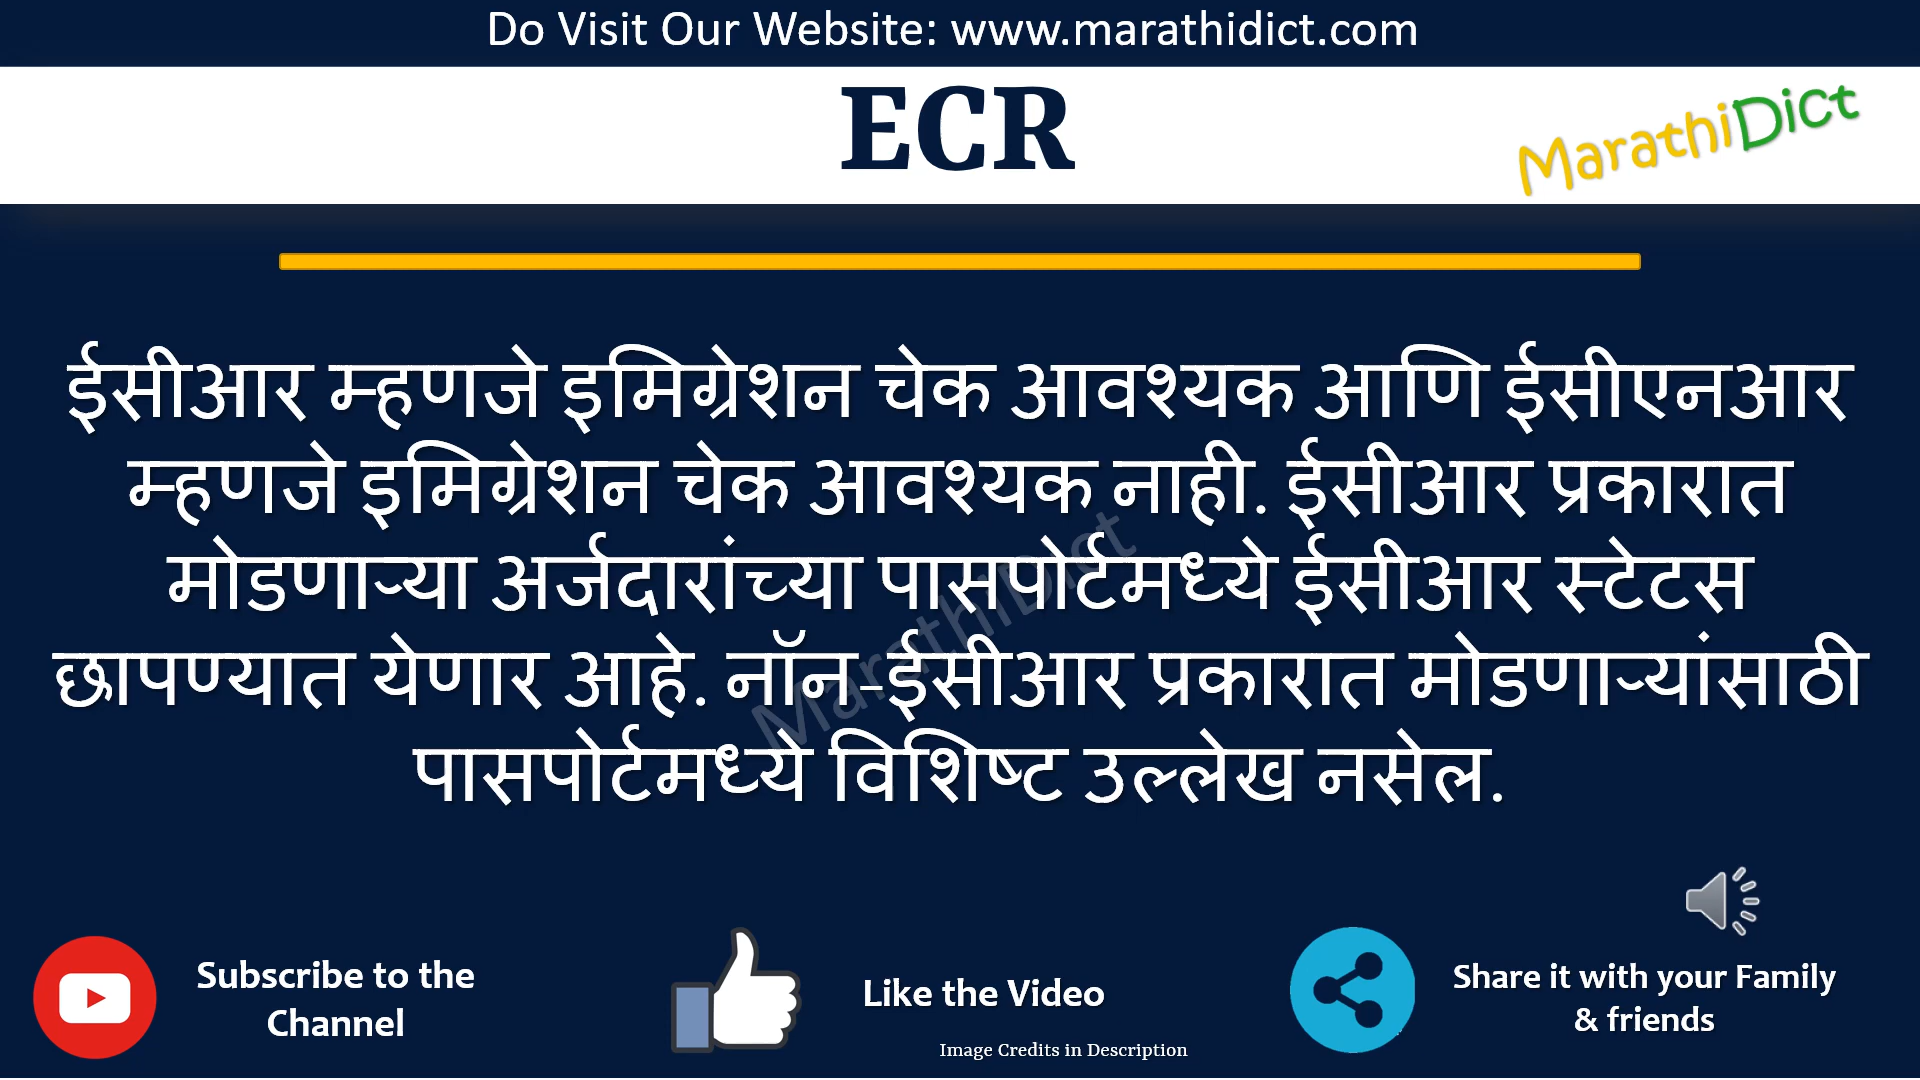 Do Visit Our Website: www.marathidict.com
ECR
MarathiDict
ईसीआर म्हणजे इमिग्रेशन चेक आवश्यक आणि ईसीएनआर
म्हणजे इमिग्रेशन चेक आवश्यक नाही. ईसीआर प्रकारात
मोडणाऱ्या अर्जदारांच्या पासपोर्टमध्ये ईसीआर स्टेटस
छापण्यात येणार आहे. नॉन-ईसीआर प्रकारात मोडणाऱ्यांसाठी
पासपोर्टमध्ये विशिष्ट उल्लेख नसेल.
MarathiDict
Subscribe to the
Channel
Like the Video
Share it with your Family
& friends
Image Credits in Description